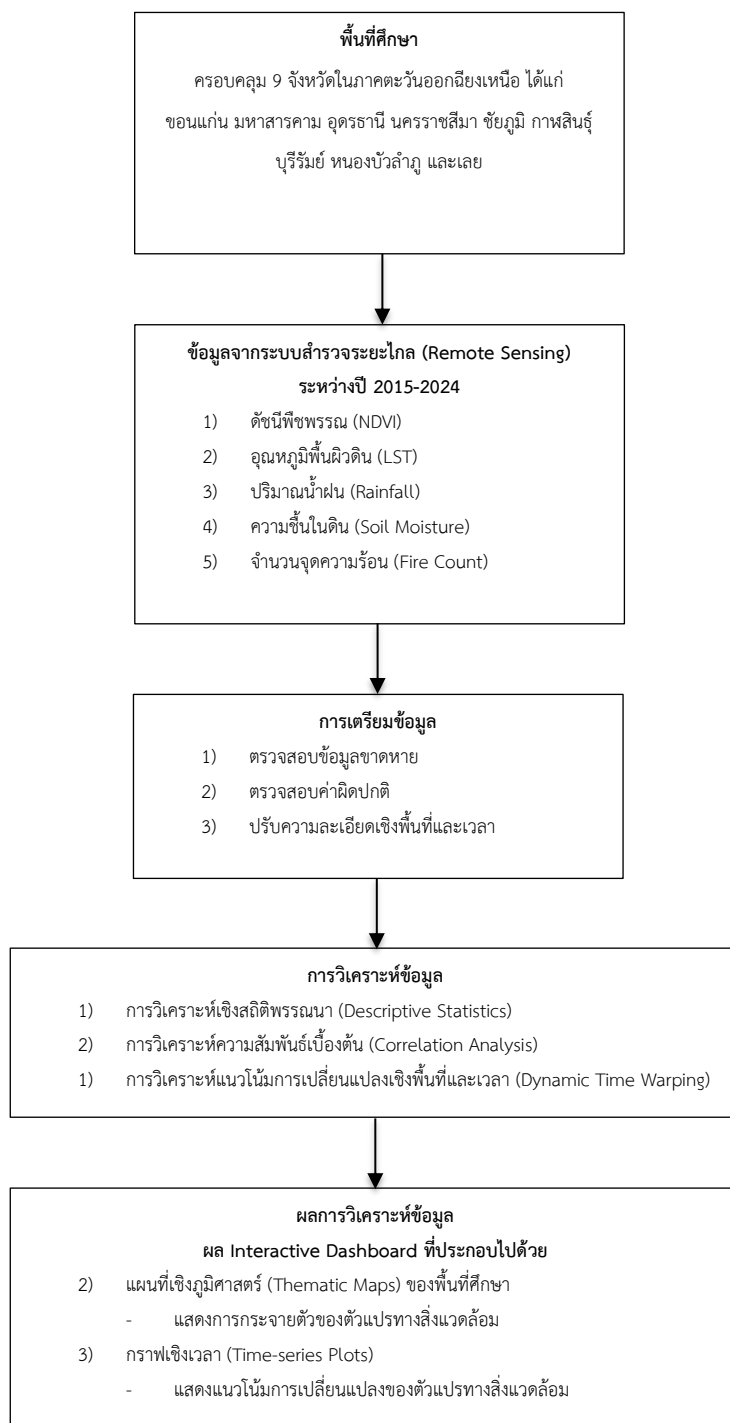 พื้นที่ศึกษา
ครอบคลุม 9 จังหวัดในภาคตะวันออกเฉียงเหนือ ได้แก่
ขอนแก่น มหาสารคาม อุดรธานี นครราชสีมา ชัยภูมิ กาฬสินธุ์
บุรีรัมย์ หนองบัวลำภู และเลย
ข้อมูลจากระบบสำรวจระยะไกล (Remote Sensing)
ระหว่างปี 2015-2024
1) ดัชนีพืชพรรณ (NDVI)
2) อุณหภูมิพื้นผิวดิน (LST)
3) ปริมาณน้ำฝน (Rainfall)
4) ความชื้นในดิน (Soil Moisture)
5) จำนวนจุดความร้อน (Fire Count)
การเตรียมข้อมูล
1) ตรวจสอบข้อมูลขาดหาย
2) ตรวจสอบค่าผิดปกติ
3) ปรับความละเอียดเชิงพื้นที่และเวลา
การวิเคราะห์ข้อมูล
1) การวิเคราะห์เชิงสถิติพรรณนา (Descriptive Statistics)
2) การวิเคราะห์ความสัมพันธ์เบื้องต้น (Correlation Analysis)
1) การวิเคราะห์แนวโน้มการเปลี่ยนแปลงเชิงพื้นที่และเวลา (Dynamic Time Warping)
ผลการวิเคราะห์ข้อมูล
ผล Interactive Dashboard ที่ประกอบไปด้วย
2) แผนที่เชิงภูมิศาสตร์ (Thematic Maps) ของพื้นที่ศึกษา
- แสดงการกระจายตัวของตัวแปรทางสิ่งแวดล้อม
3) กราฟเชิงเวลา (Time-series Plots)
- แสดงแนวโน้มการเปลี่ยนแปลงของตัวแปรทางสิ่งแวดล้อม